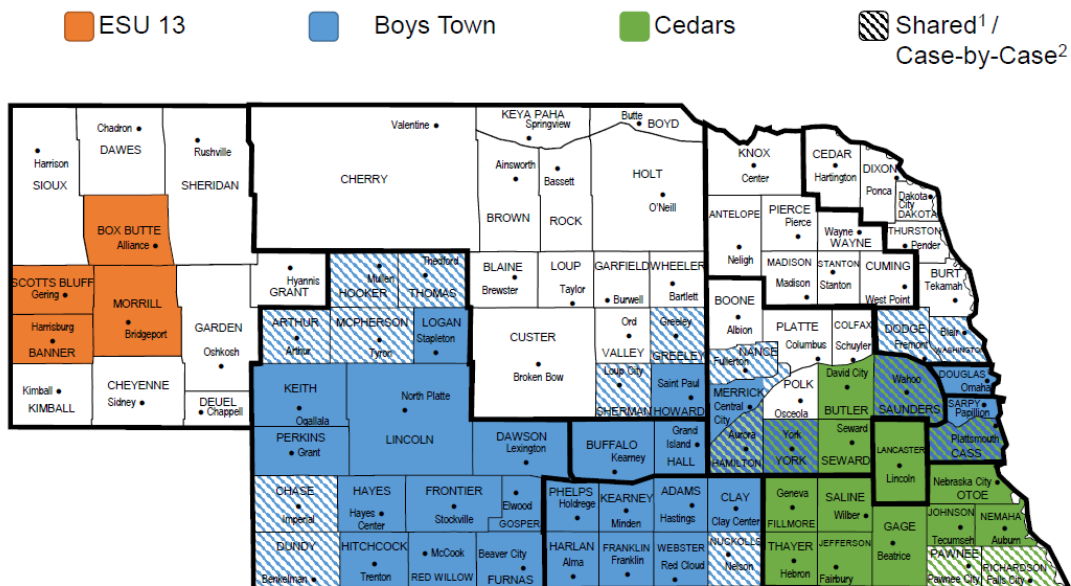 ESU 13
Boys Town
Cedars
Shared¹ /
Case-by-Case²
Harrison
SIOUX
Chadron
DAWES
Rushville
SHERIDAN
BOX BUTTE
Alliance
SCOTTS BLUFF
Gering
Harrisburg
BANNER
MORRILL
Bridgeport
GARDEN
Oshkosh
Kimball
KIMBALL
CHEYENNE
Sidney
DEUEL
Chappell
Valentine
CHERRY
KEYA PAHA
Springview
Butte
BOYD
Ainsworth
BROWN
Bassett
ROCK
HOLT
O'Neill
Hyannis
GRANT
Mullen
HOOKER
Thedford
THOMAS
BLAINE
Brewster
LOUP
Taylor
GARFIELD
Burwell
WHEELER
Bartlett
ARTHUR
Arthur
MCPHERSON
Tyron
LOGAN
Stapleton
CUSTER
Broken Bow
Ord
VALLEY
Greeley
GREELEY
Loup City
SHERMAN
Saint Paul
HOWARD
KEITH
Ogallala
North Platte
LINCOLN
PERKINS
Grant
DAWSON
Lexington
BUFFALO
Kearney
Grand
Island
HALL
CHASE
Imperial
HAYES
Hayes
Center
FRONTIER
Stockville
Elwood
GOSPER
PHELPS
Holdrege
KEARNEY
Minden
ADAMS
Hastings
CLAY
Clay Center
DUNDY
Benkelman
HITCHCOCK
Trenton
McCook
RED WILLOW
Beaver City
FURNAS
HARLAN
Alma
FRANKLIN
Franklin
WEBSTER
Red Cloud
NUCKOLLS
Nelson
KNOX
Center
CEDAR
Hartington
DIXON
Ponca
Dakota
City
DAKOTA
ANTELOPE
Neligh
PIERCE
Pierce
Wayne
WAYNE
THURSTON
Pender
MADISON
Madison
STANTON
Stanton
CUMING
West Point
BURT
Tekamah
BOONE
Albion
PLATTE
Columbus
COLFAX
Schuyler
DODGE
Fremont
Blair
WASHINGTON
NANCE
Fullerton
MERRICK
Central
City
POLK
Osceola
David City
BUTLER
Wahoo
SAUNDERS
DOUGLAS
Omaha
SARPY
Papillion
Plattsmouth
CASS
Aurora
HAMILTON
York
YORK
Seward
SEWARD
LANCASTER
Lincoln
Nebraska City
OTOE
Geneva
FILLMORE
SALINE
Wilber
GAGE
Beatrice
JOHNSON
Tecumseh
NEMAHA
Auburn
THAYER
Hebron
JEFFERSON
Fairbury
PAWNEE
Pawnee City
RICHARDSON
Falls City